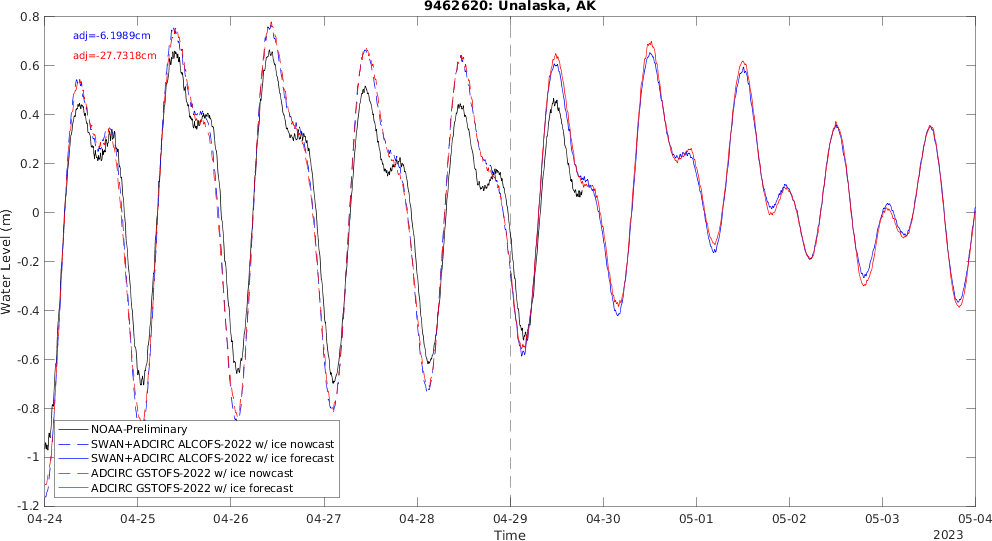 9462620: Unalaska, AK
adj=-6.1989cm
adj=-27.7318cm
Water Level (m)
0.8
0.6
0.4
0.2
0
-0.2
-0.4
-0.6
-0.8
-1
-1.2
NOAA-Preliminary
SWAN+ADCIRC ALCOFS-2022 w/ ice nowcast
SWAN+ADCIRC ALCOFS-2022 w/ ice forecast
ADCIRC GSTOFS-2022 w/ ice nowcast
ADCIRC GSTOFS-2022 w/ ice forecast
04-24 04-25 04-26 04-27 04-28 04-29 04-30 05-01 05-02 05-03 05-04
Time
2023